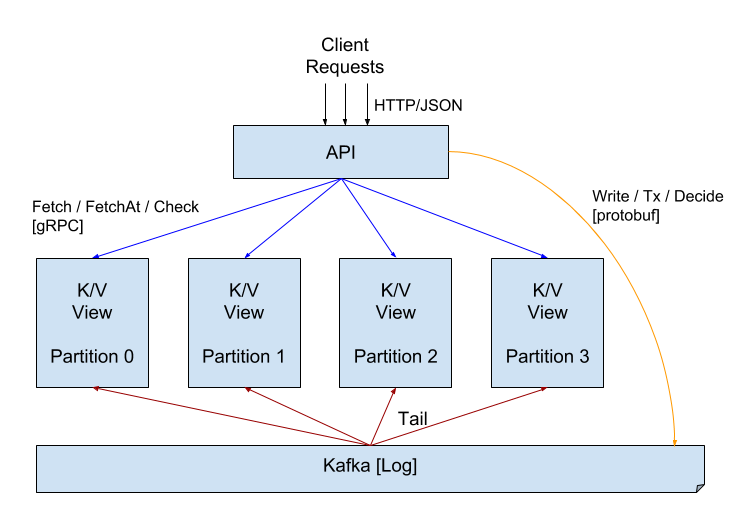 Client
Requests
HTTP/JSON
API
Fetch / FetchAt / Check
[gRPC]
Write / Tx / Decide
[protobuf]
K/V
View
Partition 0
K/V
View
Partition 1
K/V
View
Partition 2
K/V
View
Partition 3
Tail
Kafka [Log]